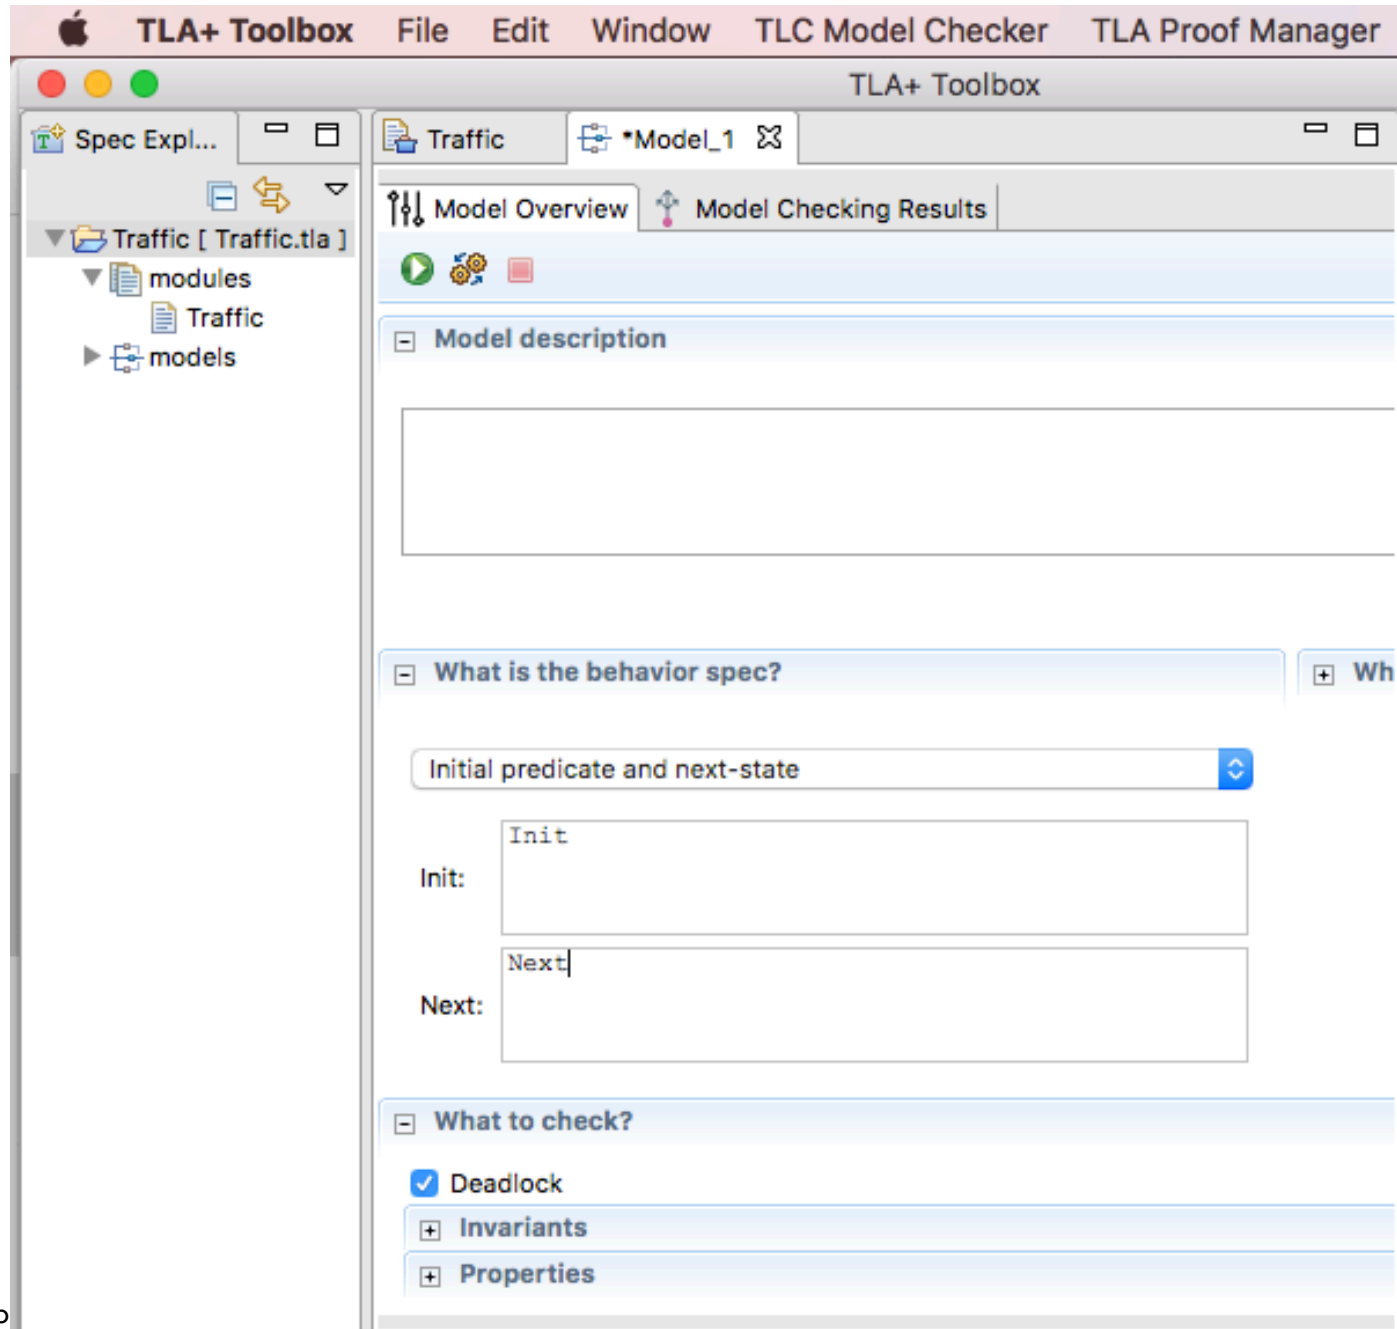 TLA+ Toolbox File Edit Window TLC Model Checker TLA Proof Manager
TLA+ Toolbox
Spec Expl...
Traffic
*Model_1
Model Overview
Model Checking Results
Traffic [ Traffic.tla ]
modules
Traffic
models
Model description
What is the behavior spec?
Wh
Initial predicate and next-state
Init:
Init
Next:
Next
What to check?
Deadlock
Invariants
Properties